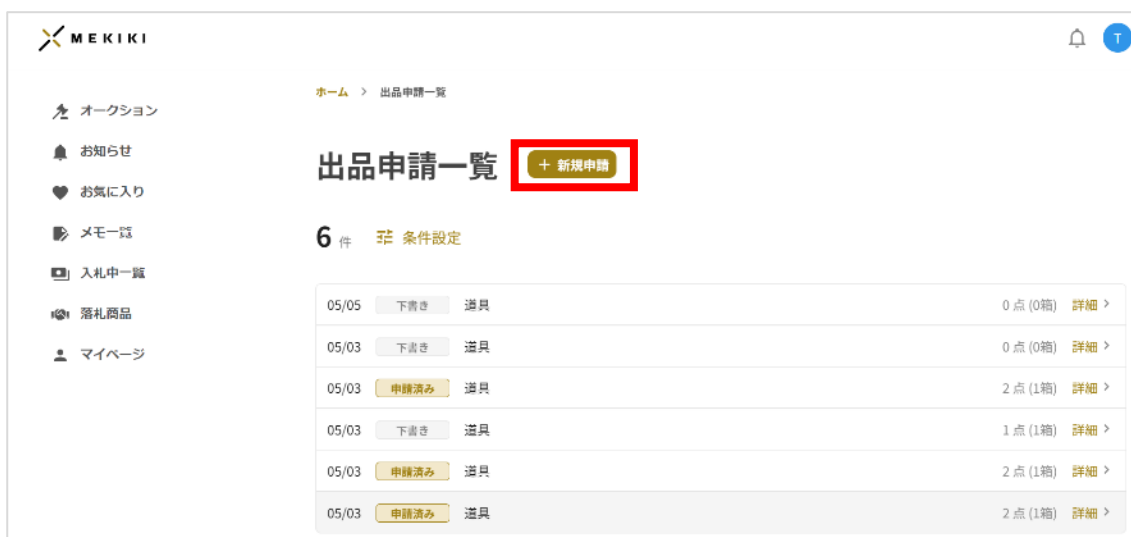 MEKIKI
T
ホーム > 出品申請一覧
オークション
お知らせ
お気に入り
メモ一覧
入札中一覧
落札商品
マイページ
出品申請一覧 + 新規申請
6 件 条件設定
05/05 下書き 道具 0 点 (0箱) 詳細 >
05/03 下書き 道具 0 点 (0箱) 詳細 >
05/03 申請済み 道具 2 点 (1箱) 詳細 >
05/03 下書き 道具 1 点 (1箱) 詳細 >
05/03 申請済み 道具 2 点 (1箱) 詳細 >
05/03 申請済み 道具 2 点 (1箱) 詳細 >